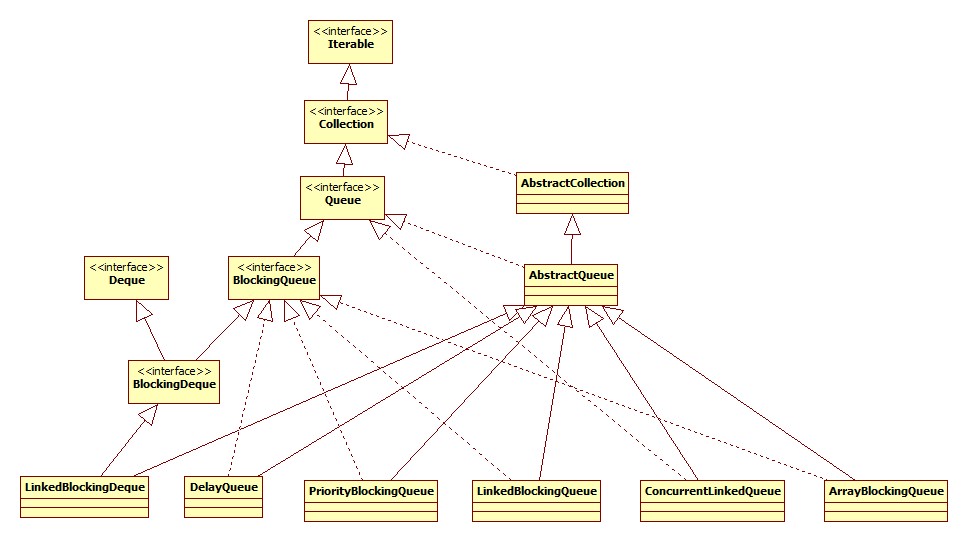 <<interface>>
Iterable
<<interface>>
Collection
<<interface>>
Queue
AbstractCollection
<<interface>>
Deque
<<interface>>
BlockingQueue
AbstractQueue
<<interface>>
BlockingDeque
LinkedBlockingDeque
DelayQueue
PriorityBlockingQueue
LinkedBlockingQueue
ConcurrentLinkedQueue
ArrayBlockingQueue